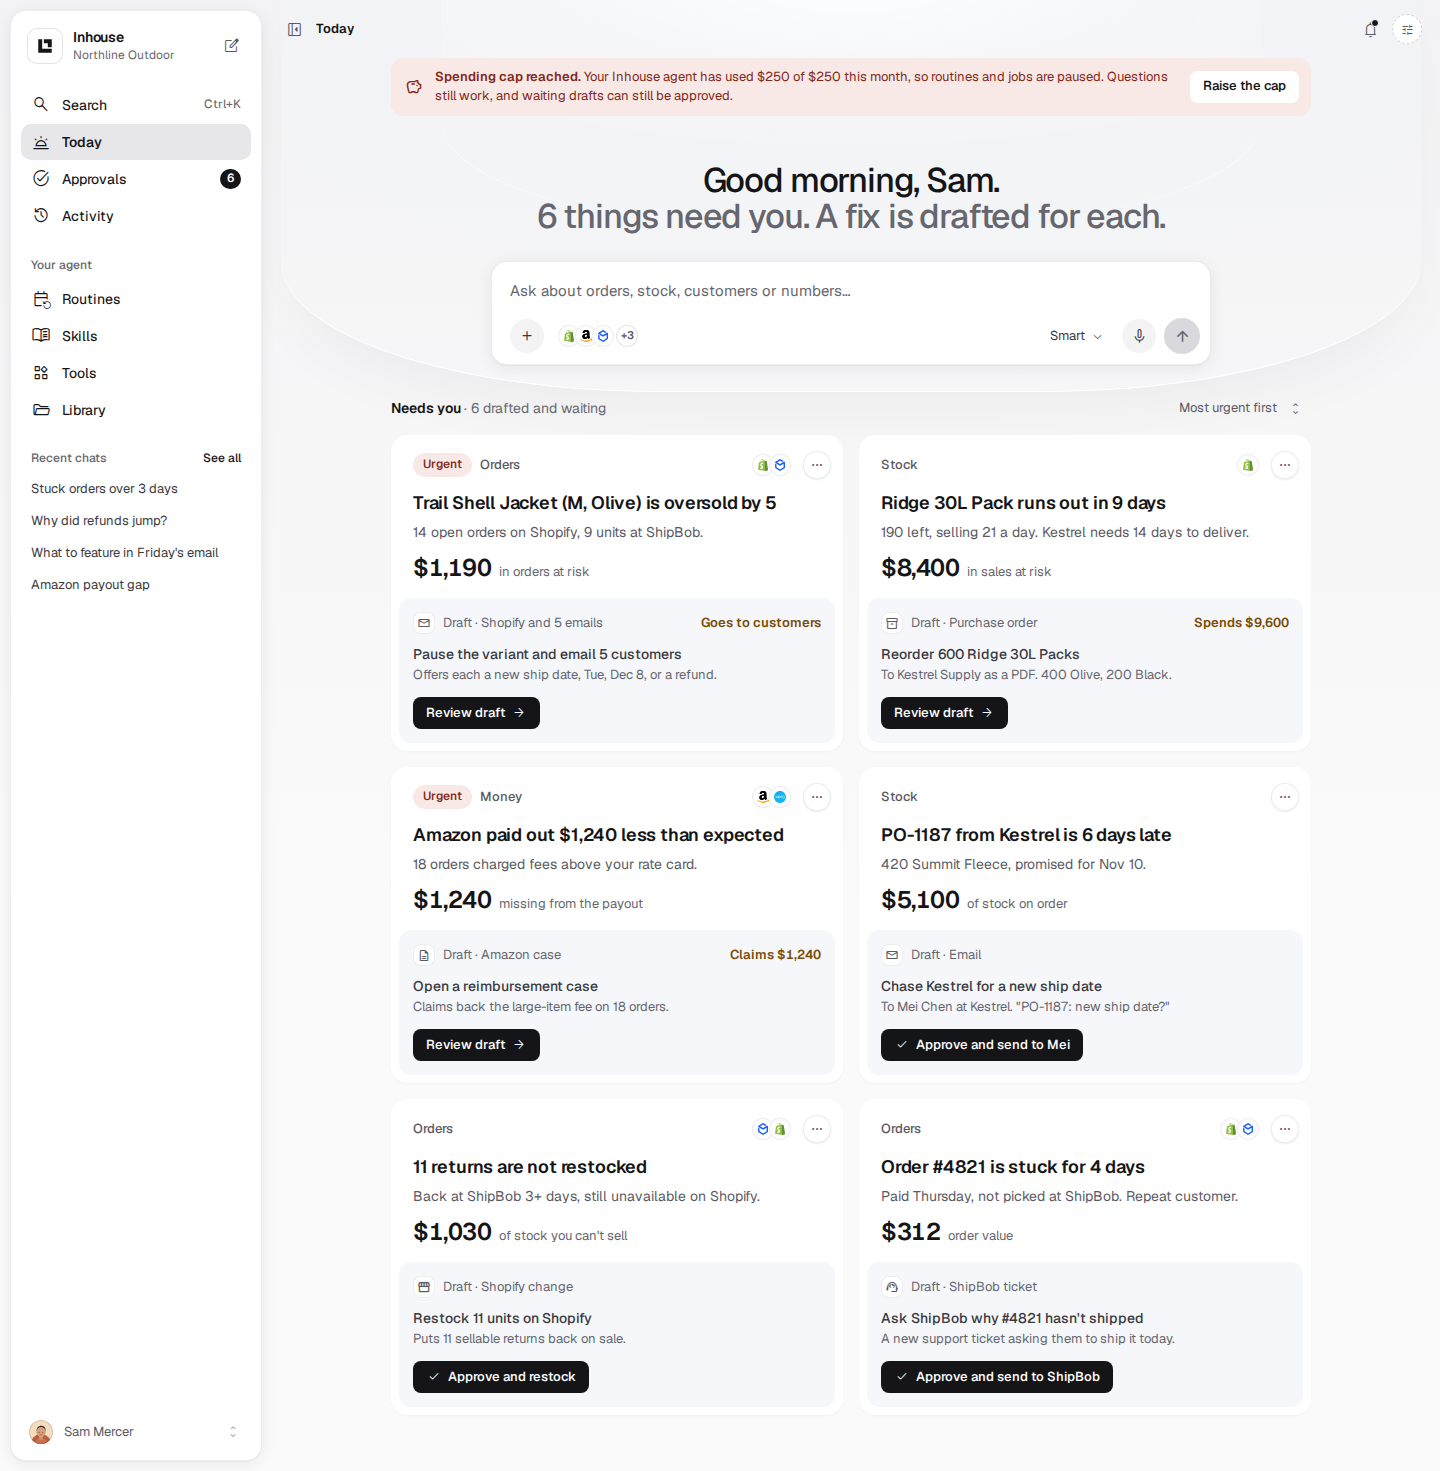 Inhouse
Northline Outdoor
Search Ctrl+K
Today
Approvals 6
Activity
Your agent
Routines
Skills
Tools
Library
Recent chats See all
Stuck orders over 3 days
Why did refunds jump?
What to feature in Friday's email
Amazon payout gap
Sam Mercer
Today
Spending cap reached. Your Inhouse agent has used $250 of $250 this month, so routines and jobs are paused. Questions
still work, and waiting drafts can still be approved.
Raise the cap
Good morning, Sam.
6 things need you. A fix is drafted for each.
Ask about orders, stock, customers or numbers...
+3
Smart
Needs you · 6 drafted and waiting
Most urgent first
Urgent Orders
Trail Shell Jacket (M, Olive) is oversold by 5
14 open orders on Shopify, 9 units at ShipBob.
$1,190 in orders at risk
Draft · Shopify and 5 emails Goes to customers
Pause the variant and email 5 customers
Offers each a new ship date, Tue, Dec 8, or a refund.
Review draft
Stock
Ridge 30L Pack runs out in 9 days
190 left, selling 21 a day. Kestrel needs 14 days to deliver.
$8,400 in sales at risk
Draft · Purchase order Spends $9,600
Reorder 600 Ridge 30L Packs
To Kestrel Supply as a PDF. 400 Olive, 200 Black.
Review draft
Urgent Money
Amazon paid out $1,240 less than expected
18 orders charged fees above your rate card.
$1,240 missing from the payout
Draft · Amazon case Claims $1,240
Open a reimbursement case
Claims back the large-item fee on 18 orders.
Review draft
Stock
PO-1187 from Kestrel is 6 days late
420 Summit Fleece, promised for Nov 10.
$5,100 of stock on order
Draft · Email
Chase Kestrel for a new ship date
To Mei Chen at Kestrel. "PO-1187: new ship date?"
Approve and send to Mei
Orders
11 returns are not restocked
Back at ShipBob 3+ days, still unavailable on Shopify.
$1,030 of stock you can't sell
Draft · Shopify change
Restock 11 units on Shopify
Puts 11 sellable returns back on sale.
Approve and restock
Orders
Order #4821 is stuck for 4 days
Paid Thursday, not picked at ShipBob. Repeat customer.
$312 order value
Draft · ShipBob ticket
Ask ShipBob why #4821 hasn't shipped
A new support ticket asking them to ship it today.
Approve and send to ShipBob